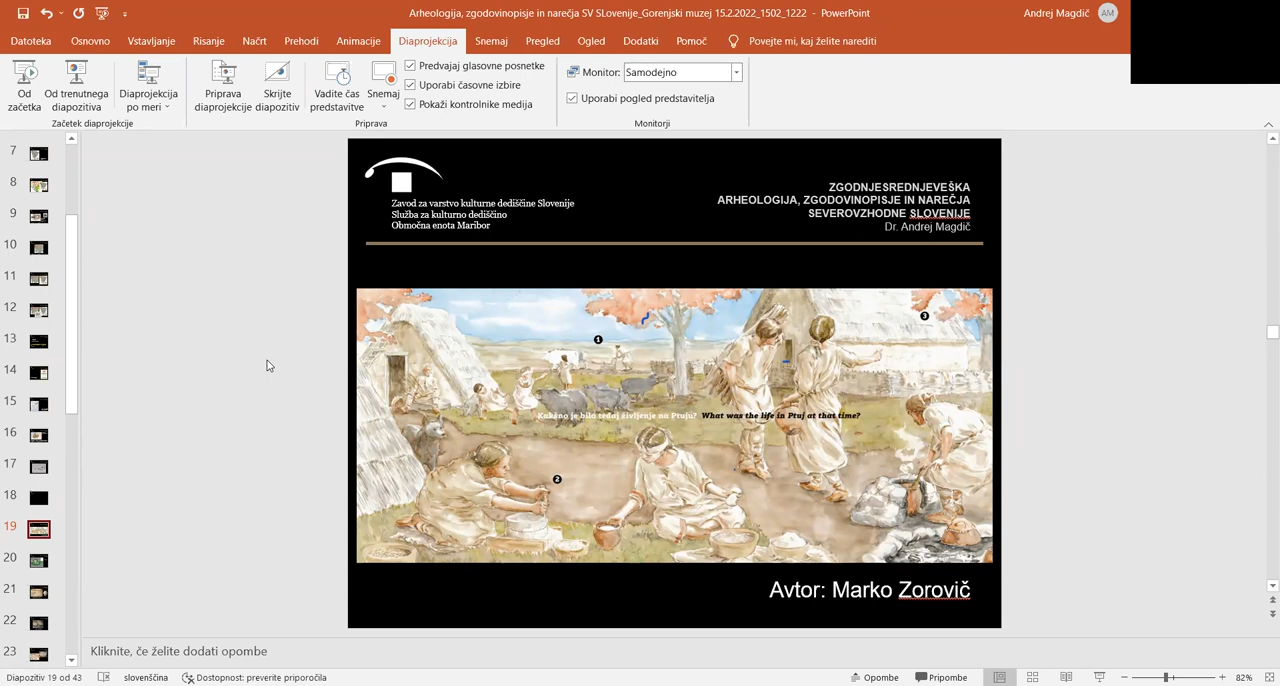 Arheologija, zgodovinopisje in narečja SV SLovenije_Gorenjski muzej 15.2.2022_1502_1222 - PowerPoint
Andrej Magdič
AM
Datoteka Osnovno Vstavljanje Risanje Načrt Prehodi Animacije Diaprojekcija Snemaj Pregled Ogled Dodatki Pomoč Povejte mi, kaj želite narediti
Od začetka
Od trenutnega diapozitiva
Diaprojekcija po meri
Začetek diaprojekcije
Priprava diaprojekcije
Skrijte diapozitiv
Vadite čas predstavitve
Snemaj
Predvajaj glasovne posnetke
Uporabi časovne izbire
Pokaži kontrolnike medija
Priprava
Monitor: Samodejno
Uporabi pogled predstavitelja
Monitorji
7
8
9
10
11
12
13
14
15
16
17
18
19
20
21
22
23
Zavod za varstvo kulturne dediščine Slovenije
Služba za kulturno dediščino
Območna enota Maribor
ZGODNJESREDNJEVEŠKA
ARHEOLOGIJA, ZGODOVINOPISJE IN NAREČJA
SEVEROVZHODNE SLOVENIJE
Dr. Andrej Magdič
1
3
Kakšno je bilo tedaj življenje na Ptuju? What was the life in Ptuj at that time?
2
Avtor: Marko Zorovič
Kliknite, če želite dodati opombe
Diapozitiv 19 od 43 slovenščina Dostopnost: preverite priporočila Opombe Pripombe 82%